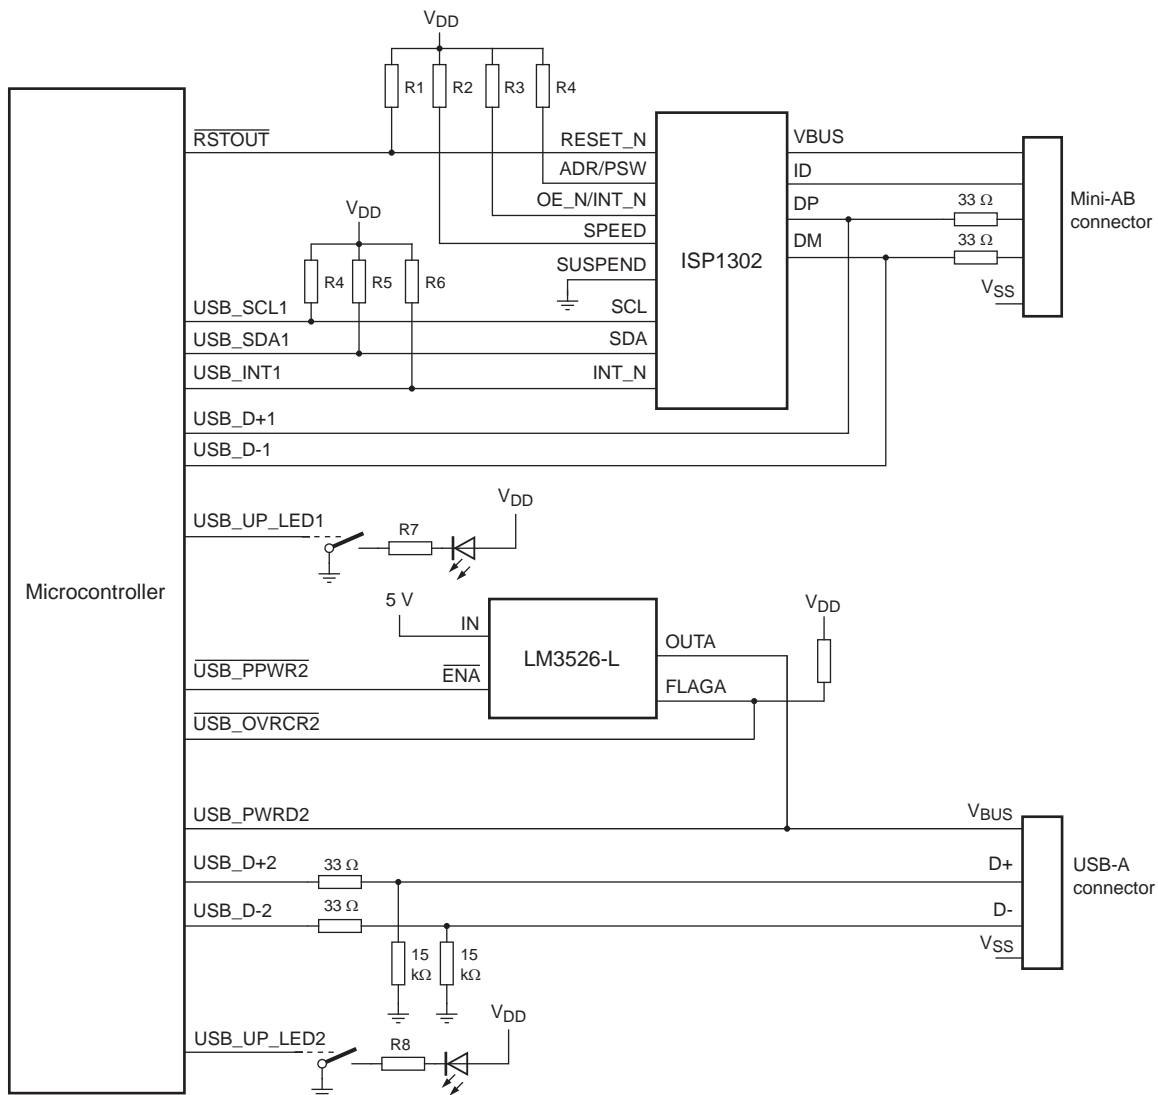 VDD
R1 R2 R3 R4
RSTOUT
RESET_N
VBUS
ADR/PSW
ID
OE_N/INT_N
DP
33 Ω
Mini-AB
connector
VDD
SPEED
DM
33 Ω
ISP1302
SUSPEND
R4 R5 R6
VSS
USB_SCL1
SCL
USB_SDA1
SDA
USB_INT1
INT_N
USB_D+1
USB_D-1
VDD
USB_UP_LED1
R7
Microcontroller
5 V
VDD
IN
OUTA
LM3526-L
USB_PPWR2
ENA
FLAGA
USB_OVRCR2
USB_PWRD2
VBUS
USB_D+2
33 Ω
D+
USB-A
connector
USB_D-2
33 Ω
D-
VSS
15
kΩ
15
kΩ
VDD
USB_UP_LED2
R8